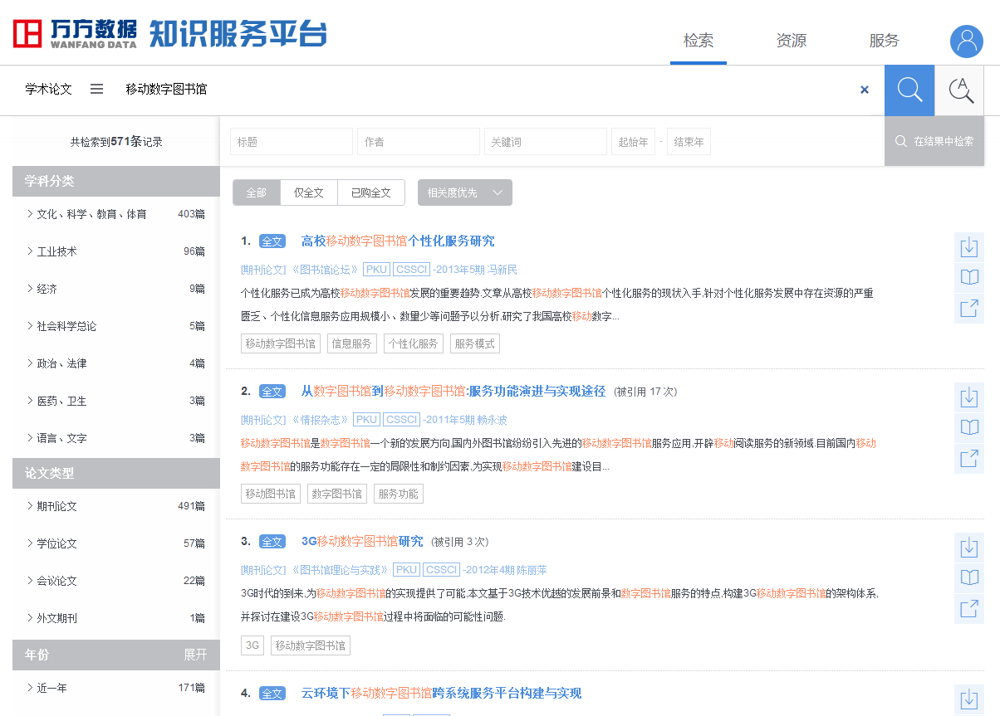 万方数据
WANFANG DATA
知识服务平台
检索
资源
服务
学术论文
移动数字图书馆
×
共检索到571条记录
标题
作者
关键词
起始年 - 结束年
在结果中检索
学科分类
文化、科学、教育、体育 403篇
工业技术 96篇
经济 9篇
社会科学总论 5篇
政治、法律 4篇
医药、卫生 3篇
语言、文字 3篇
论文类型
期刊论文 491篇
学位论文 57篇
会议论文 22篇
外文期刊 1篇
年份 展开
近一年 171篇
全部 仅全文 已购全文 相关度优先
1. 全文 高校移动数字图书馆个性化服务研究
[期刊论文]《图书馆论坛》 PKU CSSCI -2013年5期 冯新民
个性化服务已成为高校移动数字图书馆发展的重要趋势.文章从高校移动数字图书馆个性化服务的现状入手,针对个性化服务发展中存在资源的严重
匮乏、个性化信息服务应用规模小、数量少等问题予以分析,研究了我国高校移动数字...
移动数字图书馆 信息服务 个性化服务 服务模式
2. 全文 从数字图书馆到移动数字图书馆:服务功能演进与实现途径 (被引用 17 次)
[期刊论文]《情报杂志》 PKU CSSCI -2011年5期 赖永波
移动数字图书馆是数字图书馆一个新的发展方向,国内外图书馆纷纷引入先进的移动数字图书馆服务应用,开辟移动阅读服务的新领域.目前国内移动
数字图书馆的服务功能存在一定的局限性和制约因素,为实现移动数字图书馆建设目...
移动图书馆 数字图书馆 服务功能
3. 全文 3G移动数字图书馆研究 (被引用 3 次)
[期刊论文]《图书馆理论与实践》 PKU CSSCI -2012年4期 陈丽萍
3G时代的到来,为移动数字图书馆的实现提供了可能,本文基于3G技术优越的发展前景和数字图书馆服务的特点,构建3G移动数字图书馆的架构体系,
并探讨在建设3G移动数字图书馆过程中将面临的可能性问题.
3G 移动数字图书馆
4. 全文 云环境下移动数字图书馆跨系统服务平台构建与实现